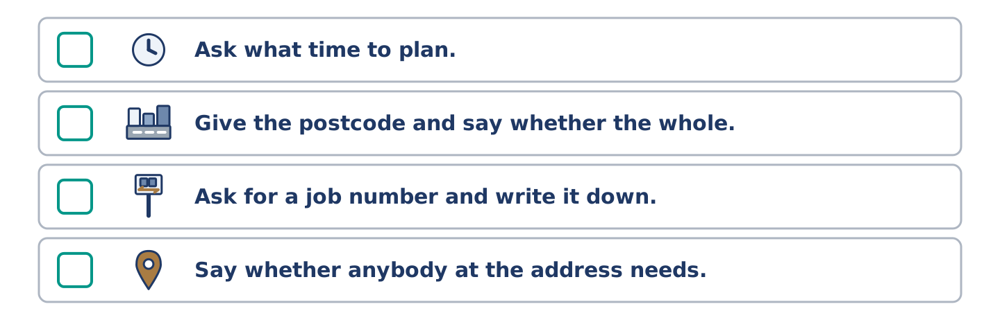 Ask what time to plan.
Give the postcode and say whether the whole.
Ask for a job number and write it down.
Say whether anybody at the address needs.